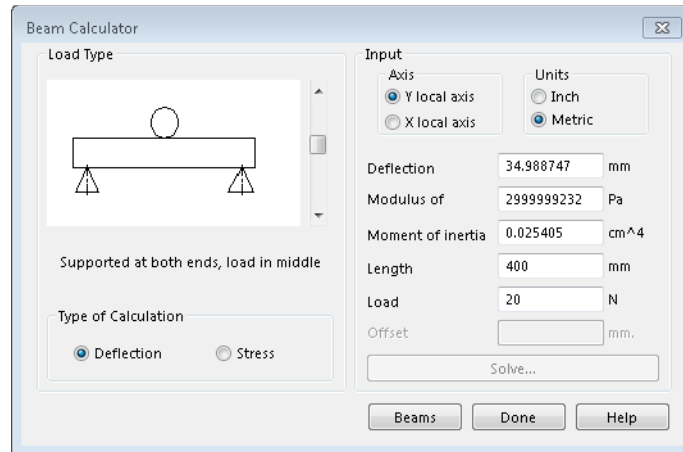 Beam Calculator
Load Type
Supported at both ends, load in middle
Type of Calculation
Deflection Stress
Input
Axis
Y local axis
X local axis
Units
Inch
Metric
Deflection 34.988747 mm
Modulus of 2999999232 Pa
Moment of inertia 0.025405 cm^4
Length 400 mm
Load 20 N
Offset mm.
Solve...
Beams Done Help